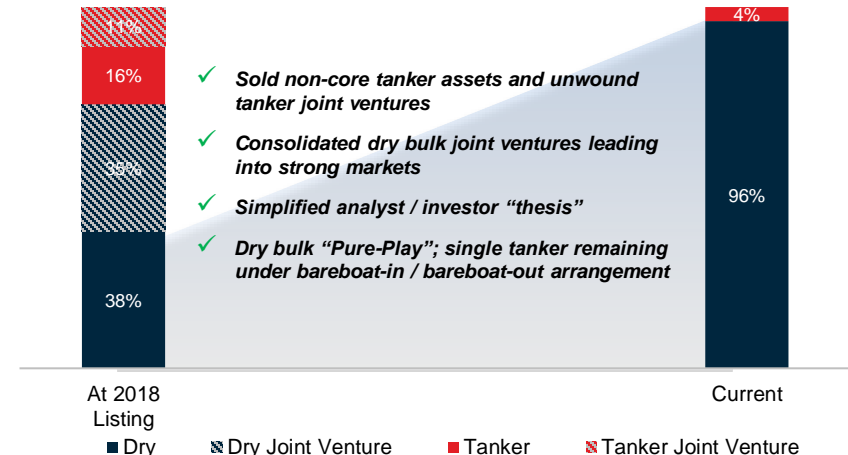 11%
4%
16%
35%
38%
96%
✓ Sold non-core tanker assets and unwound
tanker joint ventures
✓ Consolidated dry bulk joint ventures leading
into strong markets
✓ Simplified analyst / investor “thesis”
✓ Dry bulk “Pure-Play”; single tanker remaining
under bareboat-in / bareboat-out arrangement
At 2018
Listing
Current
Dry
Dry Joint Venture
Tanker
Tanker Joint Venture